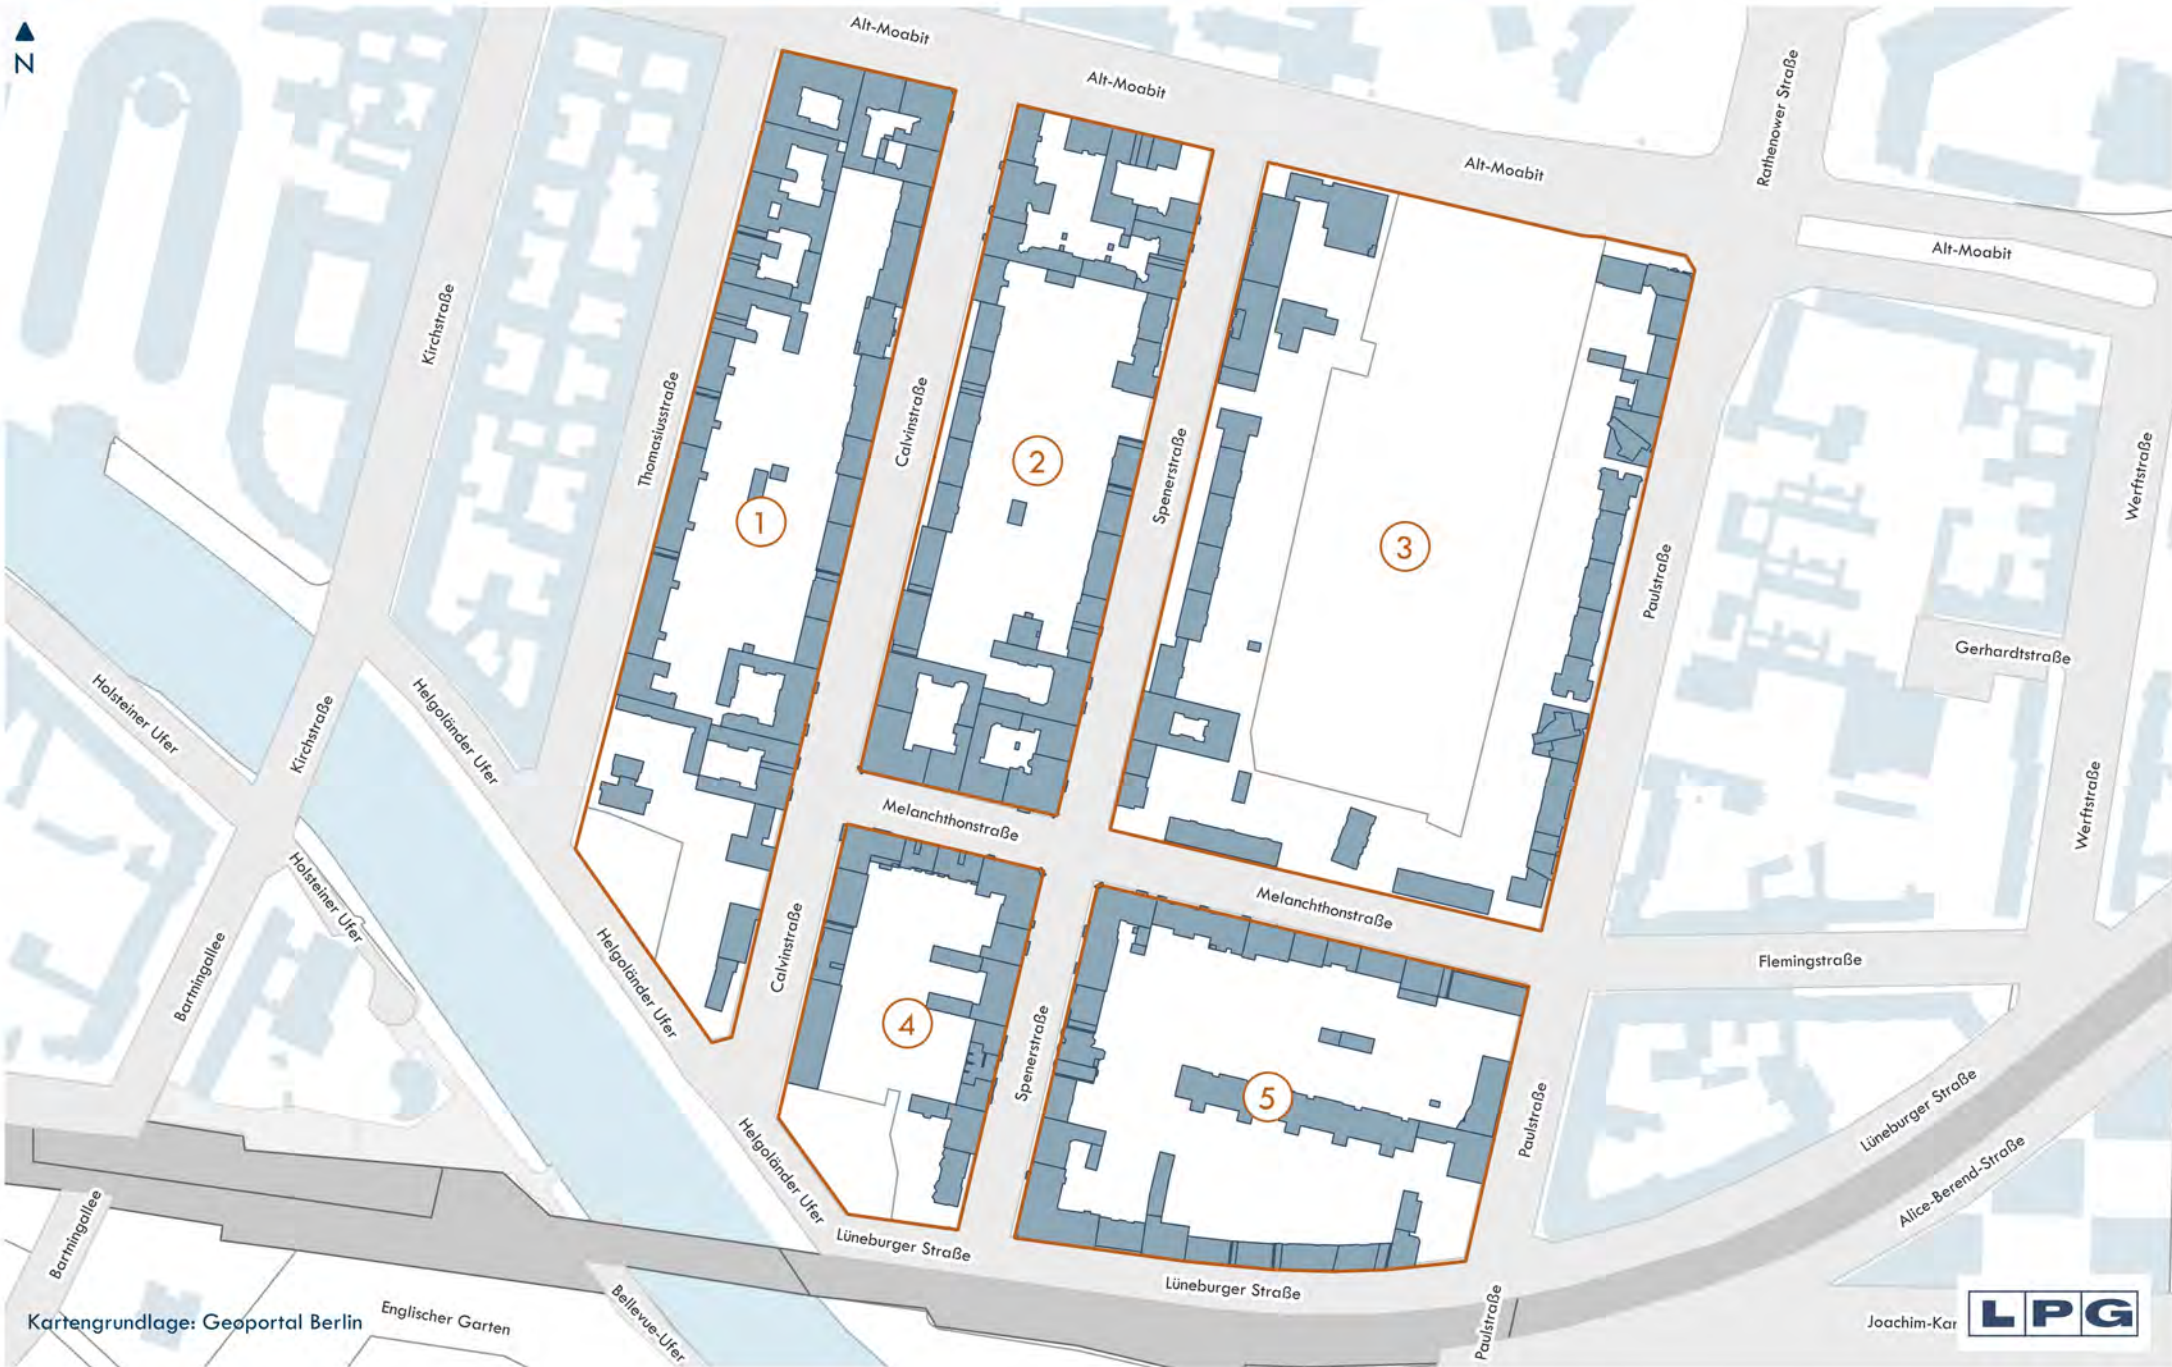 N
Alt-Moabit
Alt-Moabit
Alt-Moabit
Rathenower Straße
Alt-Moabit
Kirchstraße
Thomasiusstraße
Calvinstraße
Spenerstraße
Paulstraße
Werftstraße
1
2
3
Gerhardtstraße
Holsteiner Ufer
Kirchstraße
Helgoländer Ufer
Werftstraße
Melanchthonstraße
Melanchthonstraße
Holsteiner Ufer
Bartningallee
Helgoländer Ufer
Calvinstraße
Flemingstraße
4
5
Spenerstraße
Paulstraße
Lüneburger Straße
Helgoländer Ufer
Alice-Berend-Straße
Bartningallee
Lüneburger Straße
Lüneburger Straße
Bellevue-Ufer
Englischer Garten
Paulstraße
Kartengrundlage: Geoportal Berlin
Joachim-Kar
LPG